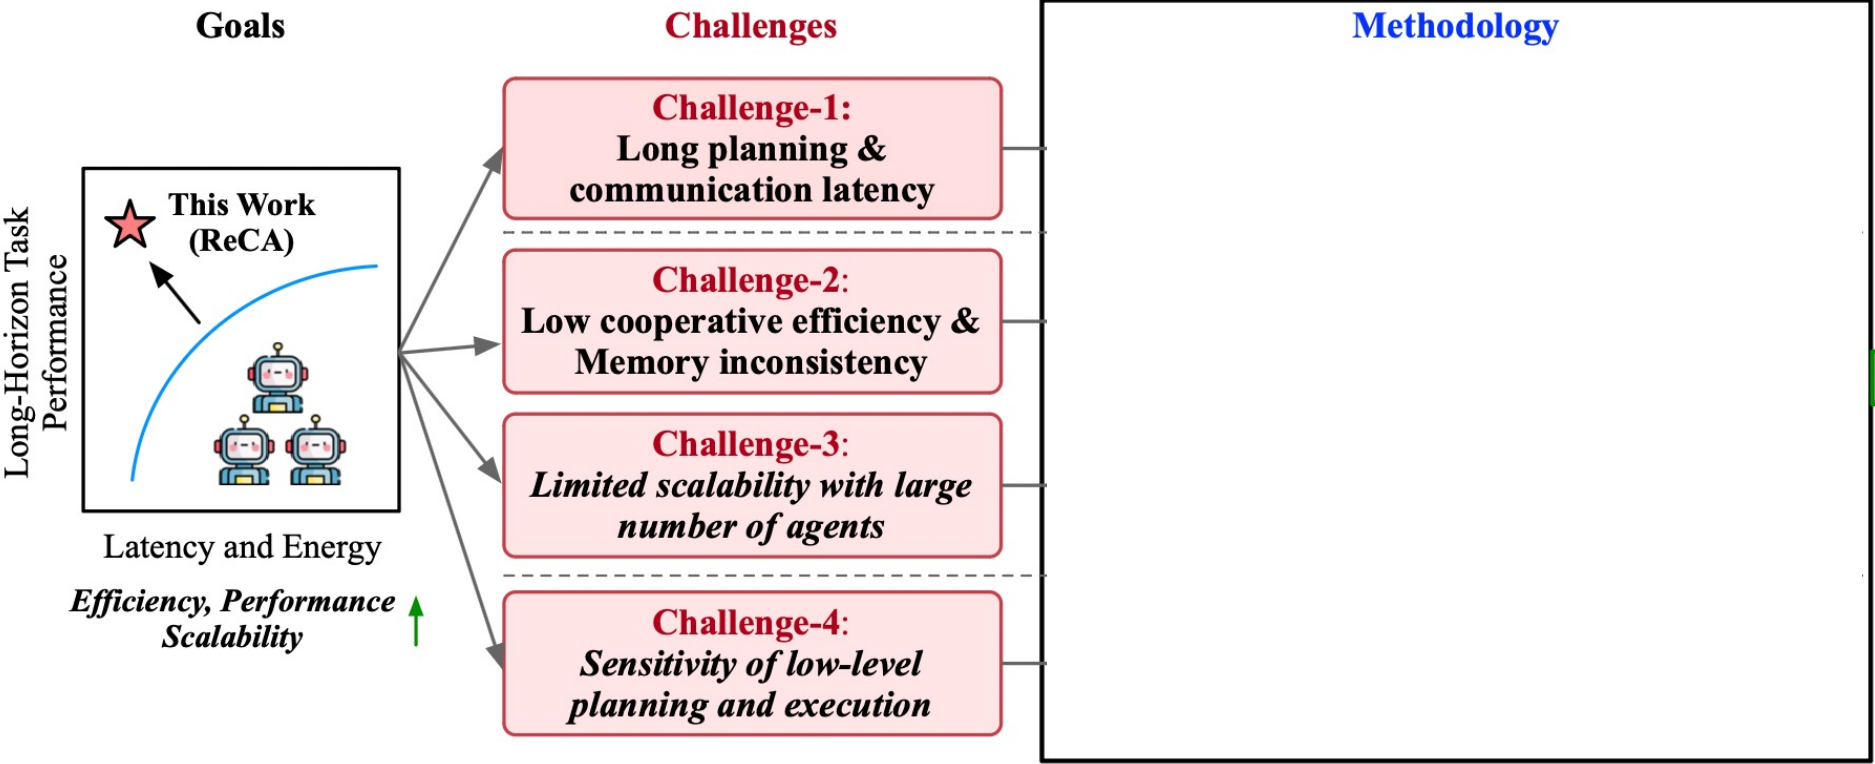 Goals
Challenges
Methodology
Long-Horizon Task
Performance
This Work
(ReCA)
Latency and Energy
Efficiency, Performance
Scalability
Challenge-1:
Long planning &
communication latency
Challenge-2:
Low cooperative efficiency &
Memory inconsistency
Challenge-3:
Limited scalability with large
number of agents
Challenge-4:
Sensitivity of low-level
planning and execution